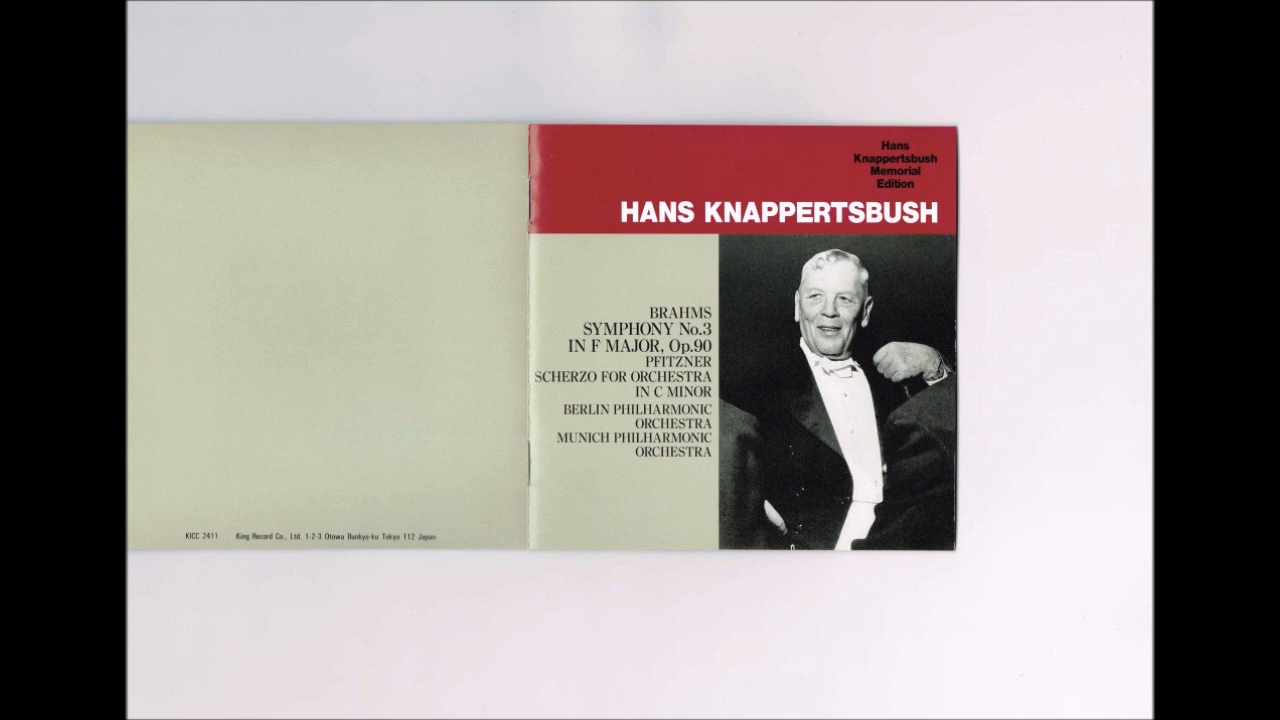 Hans
Knappertsbush
Memorial
Edition
HANS KNAPPERTSBUSH
BRAHMS
SYMPHONY No.3
IN F MAJOR, Op.90
PFITZNER
SCHERZO FOR ORCHESTRA
IN C MINOR
BERLIN PHILHARMONIC
ORCHESTRA
MUNICH PHILHARMONIC
ORCHESTRA
KICC 2411 King Record Co., Ltd. 1-2-3 Otowa Bunkyo-ku Tokyo 112 Japan